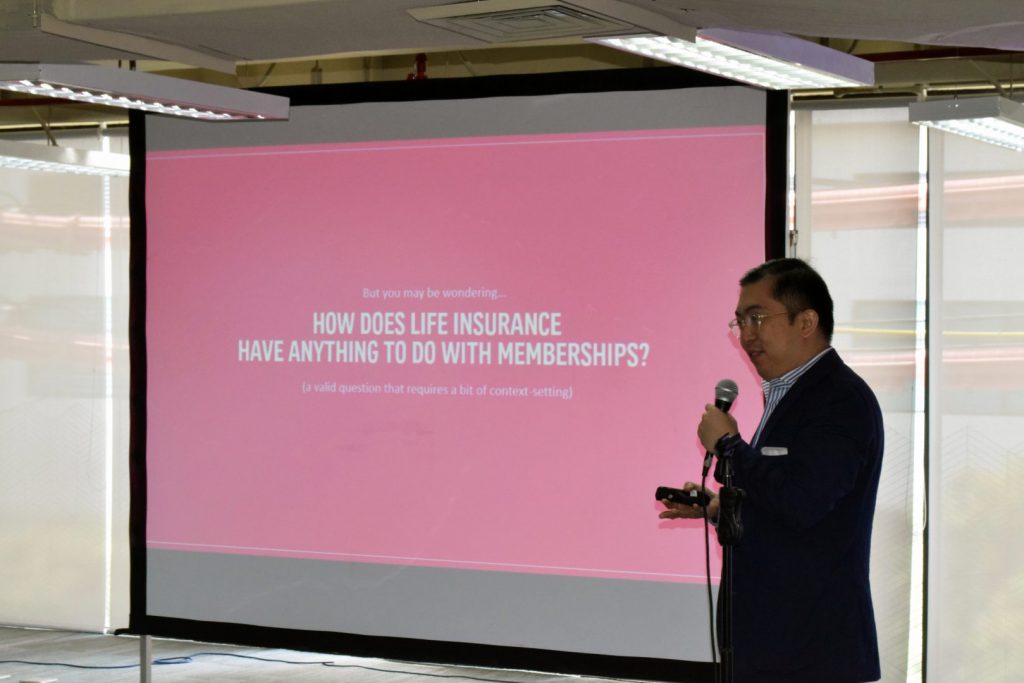 But you may be wondering...
HOW DOES LIFE INSURANCE
HAVE ANYTHING TO DO WITH MEMBERSHIPS?
(a valid question that requires a bit of context-setting)